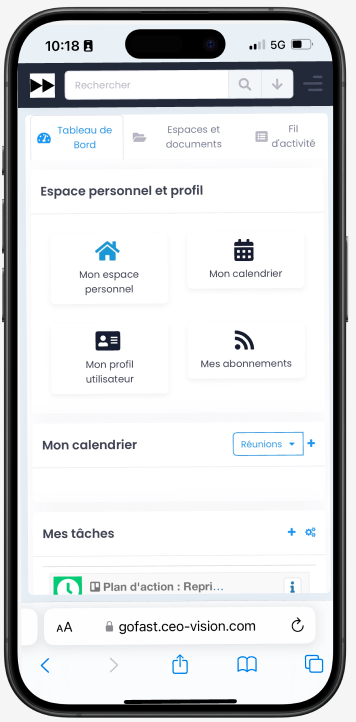 10:18
5G
Rechercher
Tableau de
Bord
Espaces et
documents
Fil
d'activité
Espace personnel et profil
Mon espace
personnel
Mon calendrier
Mon profil
utilisateur
Mes abonnements
Mon calendrier
Réunions
+
Mes tâches
+
Plan d'action : Repri...
i
AA
gofast.ceo-vision.com